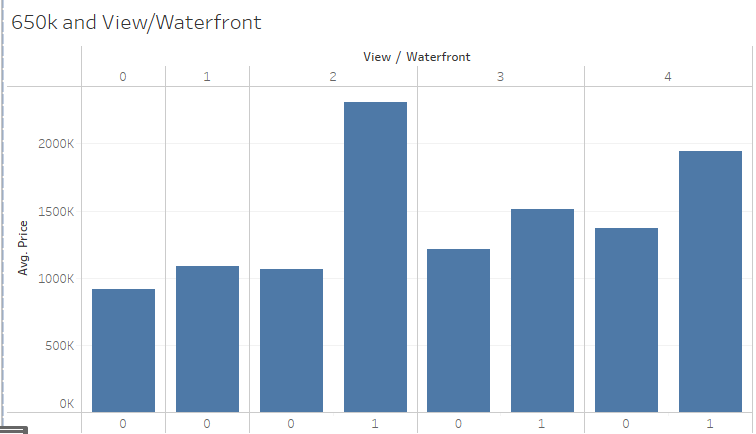 650k and View/Waterfront
View / Waterfront
0 1 2 3 4
Avg. Price
2000K
1500K
1000K
500K
0K
0 0 0 1 0 1 0 1